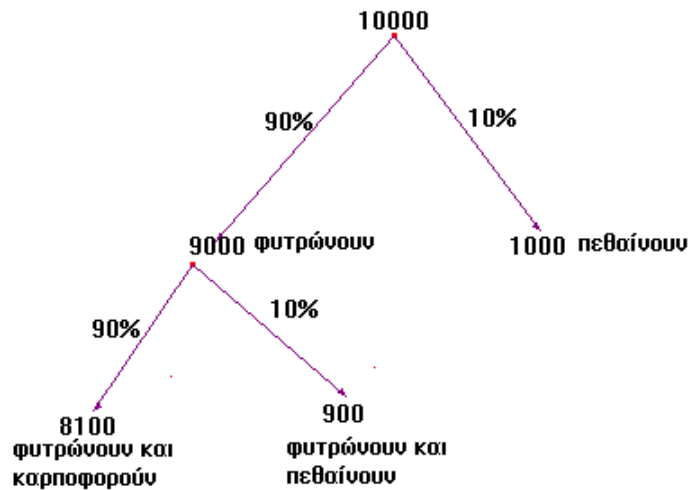 10000
90%
10%
9000 φυτρώνουν
1000 πεθαίνουν
90%
10%
8100
φυτρώνουν και
καρποφορούν
900
φυτρώνουν και
πεθαίνουν